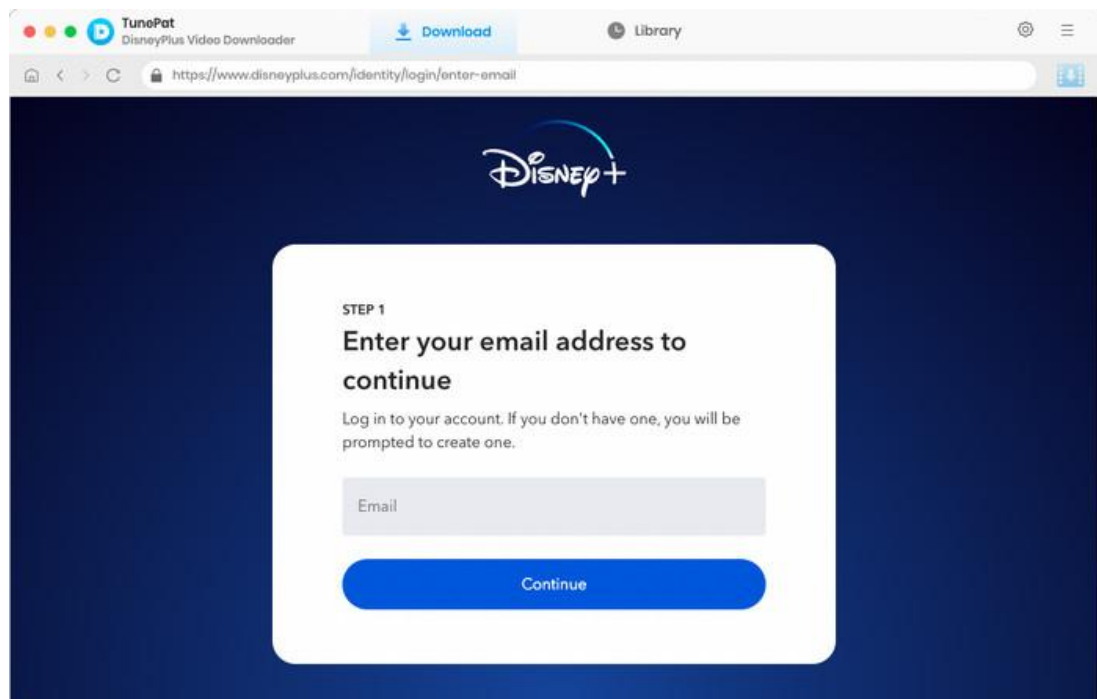 TunePat
DisneyPlus Video Downloader
Download
Library
https://www.disneyplus.com/identity/login/enter-email
Disney+
STEP 1
Enter your email address to
continue
Log in to your account. If you don't have one, you will be
prompted to create one.
Email
Continue